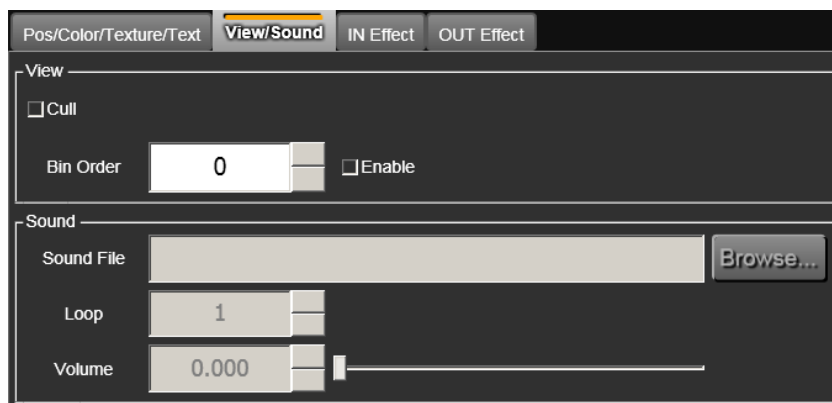 Pos/Color/Texture/Text View/Sound IN Effect OUT Effect
View
Cull
Bin Order 0 Enable
Sound
Sound File Browse...
Loop 1
Volume 0.000